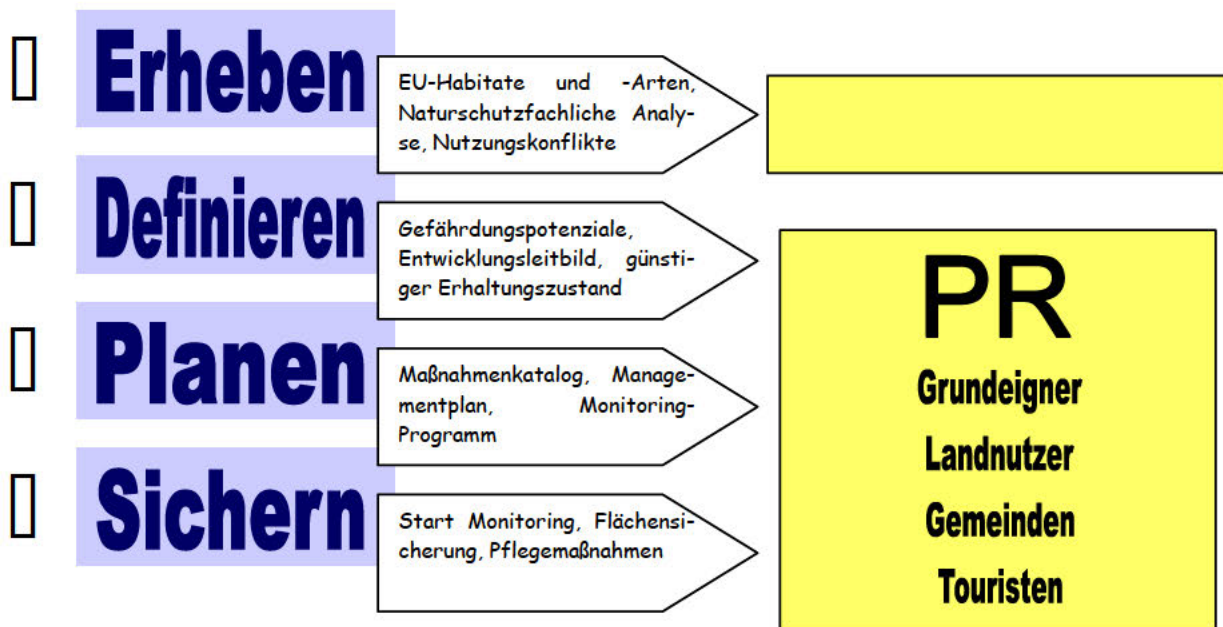 Erheben
EU-Habitate und -Arten,
Naturschutzfachliche Analy-
se, Nutzungskonflikte
Definieren
Gefährdungspotenziale,
Entwicklungsleitbild, günsti-
ger Erhaltungszustand
Planen
Maßnahmenkatalog, Manage-
mentplan, Monitoring-
Programm
Sichern
Start Monitoring, Flächensi-
cherung, Pflegemaßnahmen
PR
Grundeigner
Landnutzer
Gemeinden
Touristen